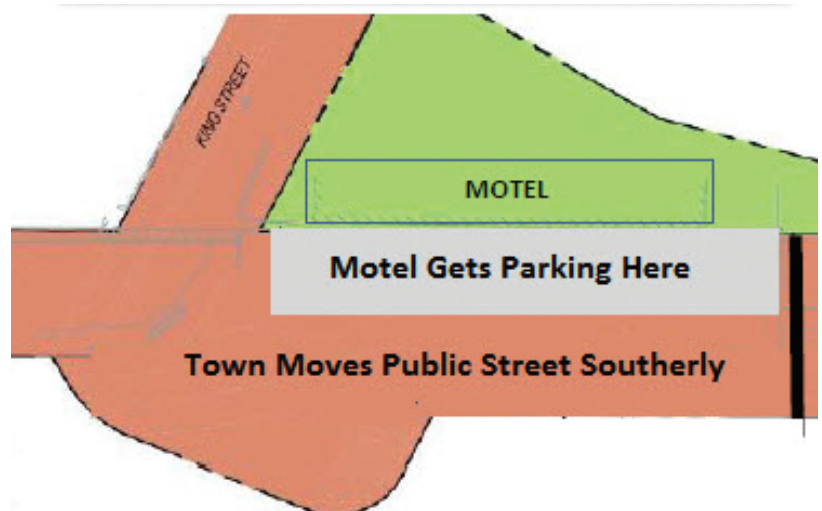 KING STREET
MOTEL
Motel Gets Parking Here
Town Moves Public Street Southerly